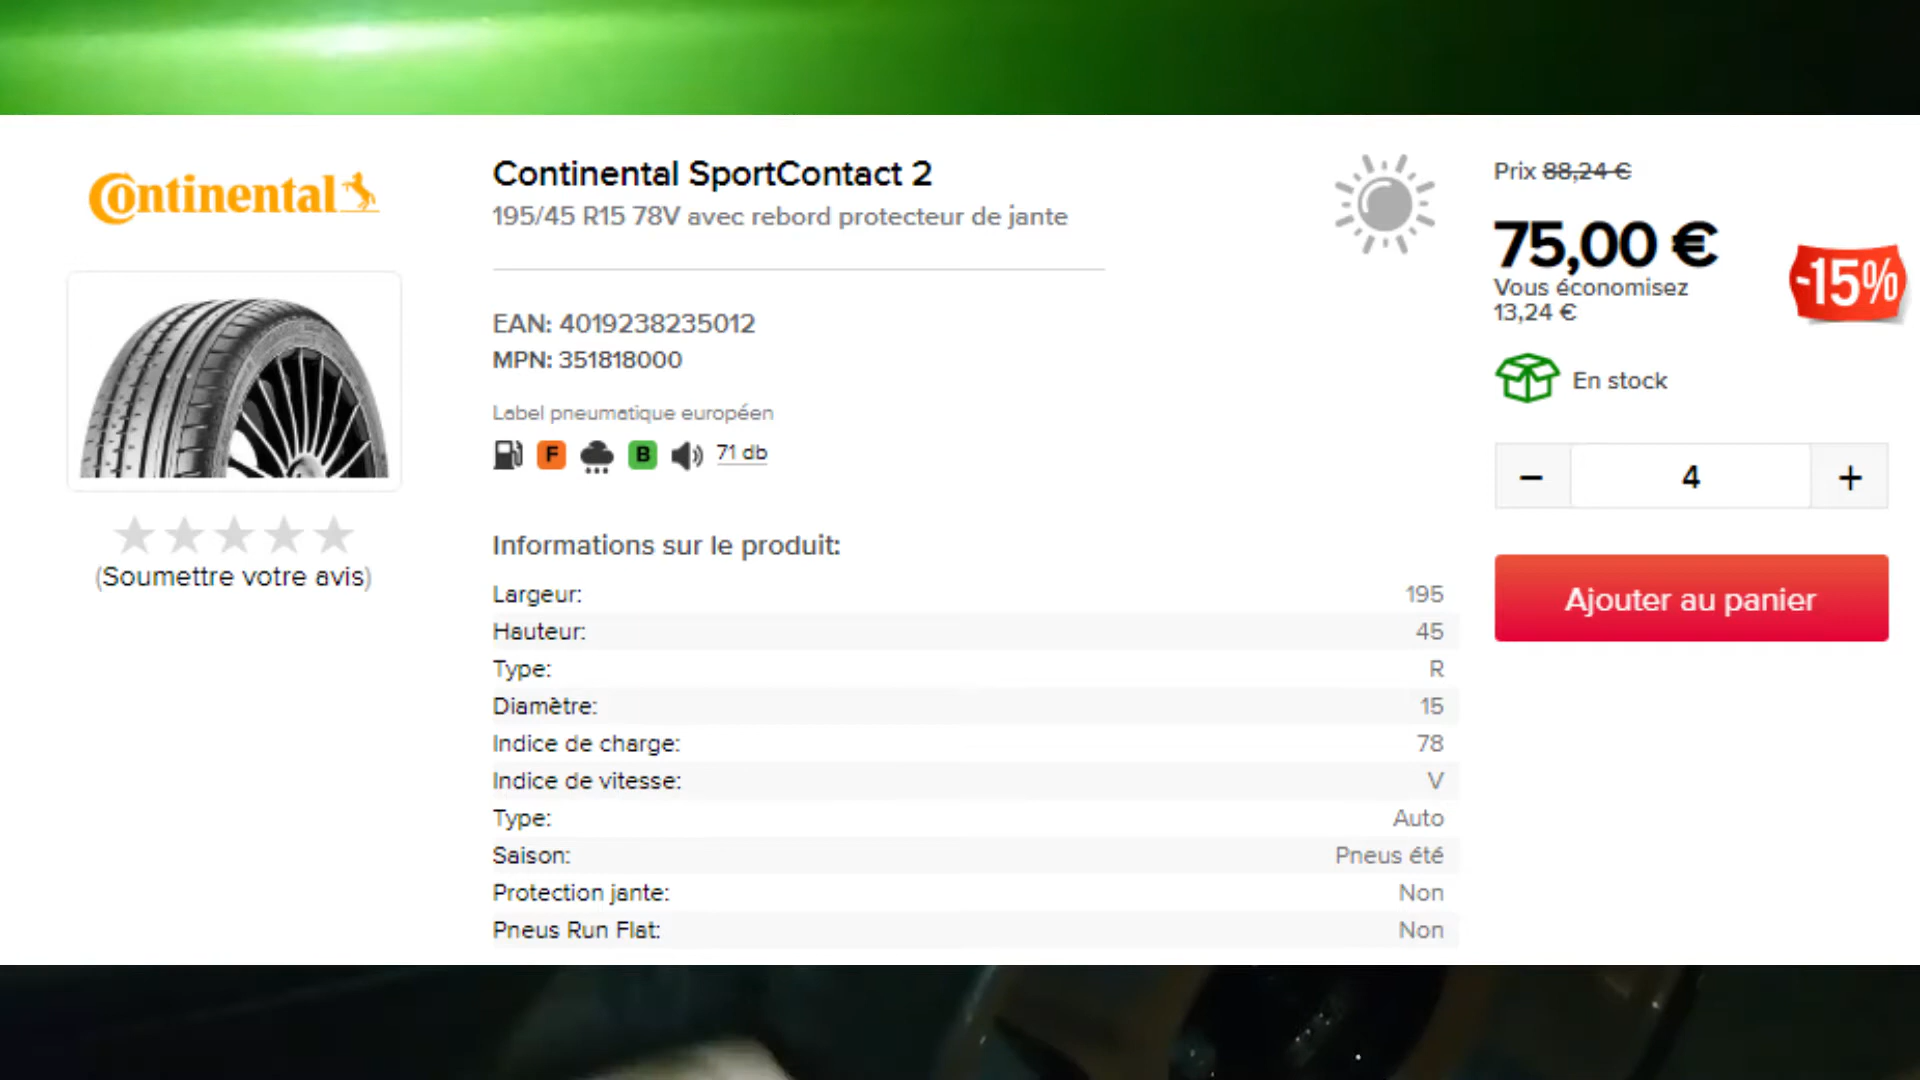 Continental
Continental SportContact 2
195/45 R15 78V avec rebord protecteur de jante
EAN: 4019238235012
MPN: 351818000
Label pneumatique européen
F B 71 db
(Soumettre votre avis)
Informations sur le produit:
Largeur: 195
Hauteur: 45
Type: R
Diamètre: 15
Indice de charge: 78
Indice de vitesse: V
Type: Auto
Saison: Pneus été
Protection jante: Non
Pneus Run Flat: Non
Prix 88,24 €
75,00 €
Vous économisez
13,24 €
-15%
En stock
− 4 +
Ajouter au panier